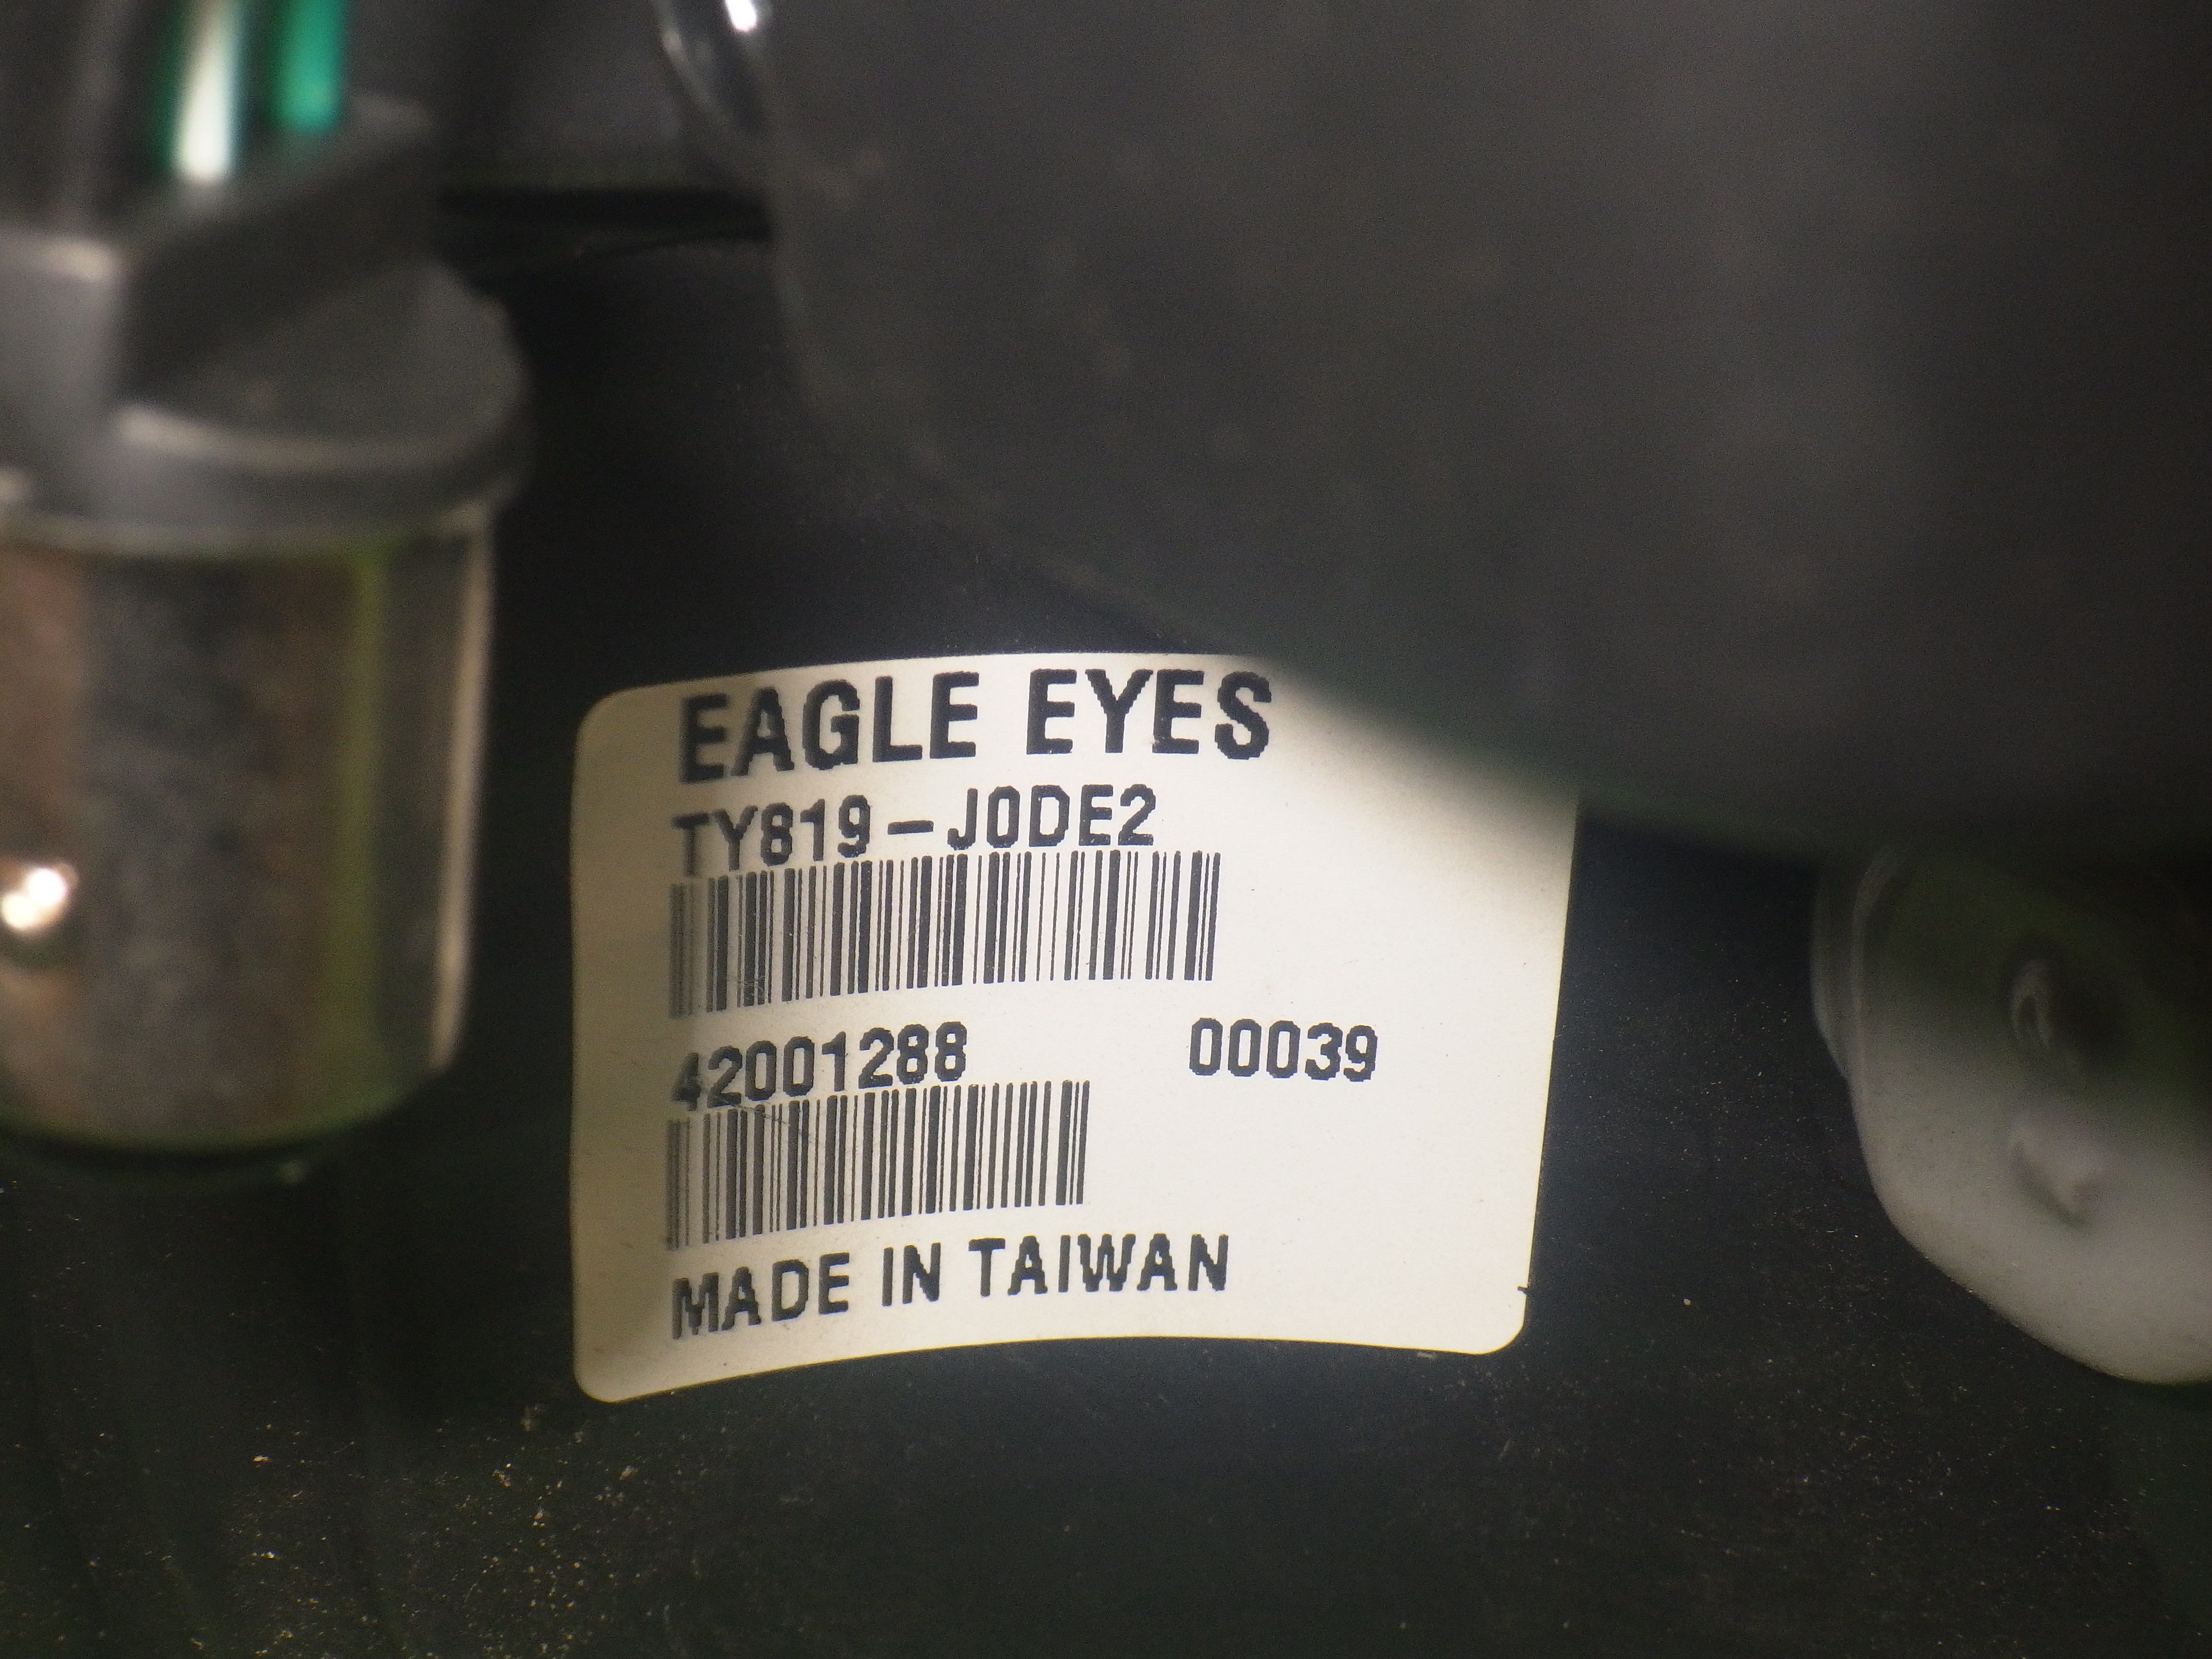 EAGLE EYES
TY819-J0DE2
42001288 00039
MADE IN TAIWAN